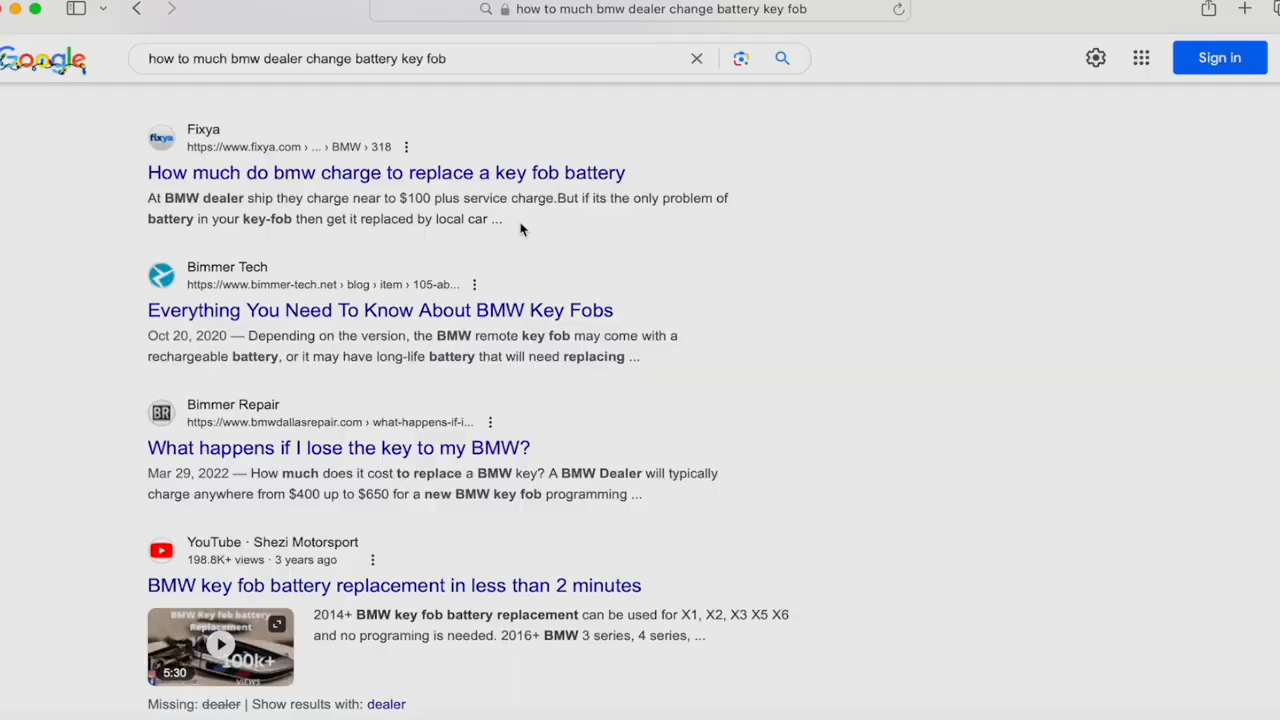 how to much bmw dealer change battery key fob
Google
how to much bmw dealer change battery key fob
Sign in
fixya
Fixya
https://www.fixya.com › ... › BMW › 318
How much do bmw charge to replace a key fob battery
At BMW dealer ship they charge near to $100 plus service charge.But if its the only problem of
battery in your key-fob then get it replaced by local car ...
Bimmer Tech
https://www.bimmer-tech.net › blog › item › 105-ab...
Everything You Need To Know About BMW Key Fobs
Oct 20, 2020 — Depending on the version, the BMW remote key fob may come with a
rechargeable battery, or it may have long-life battery that will need replacing ...
BR
Bimmer Repair
https://www.bmwdallasrepair.com › what-happens-if-i...
What happens if I lose the key to my BMW?
Mar 29, 2022 — How much does it cost to replace a BMW key? A BMW Dealer will typically
charge anywhere from $400 up to $650 for a new BMW key fob programming ...
YouTube · Shezi Motorsport
198.8K+ views · 3 years ago
BMW key fob battery replacement in less than 2 minutes
BMW Key fob battery
Replacement
100k+
VIEWS
5:30
2014+ BMW key fob battery replacement can be used for X1, X2, X3 X5 X6
and no programing is needed. 2016+ BMW 3 series, 4 series, ...
Missing: dealer | Show results with: dealer